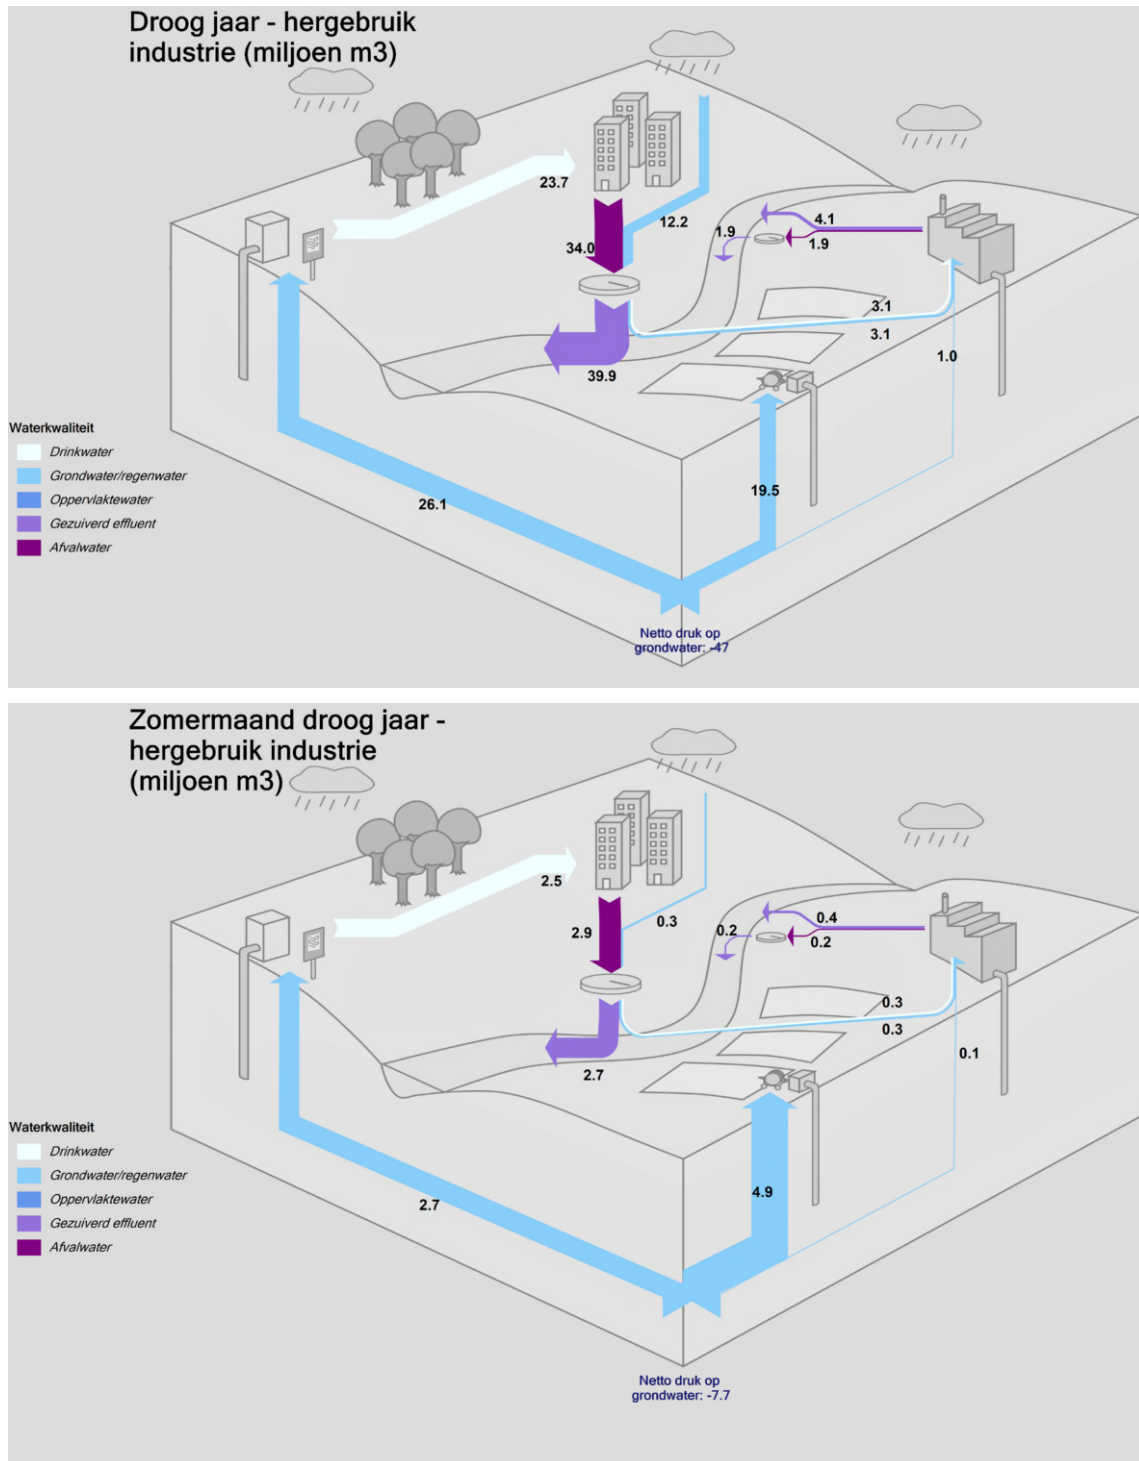 Droog jaar - hergebruik
industrie (miljoen m3)
23.7
12.2
34.0
4.1
1.9
1.9
3.1
3.1
1.0
39.9
19.5
26.1
Waterkwaliteit
Drinkwater
Grondwater/regenwater
Oppervlaktewater
Gezuiverd effluent
Afvalwater
Netto druk op
grondwater: -47
Zomermaand droog jaar -
hergebruik industrie
(miljoen m3)
2.5
0.3
2.9
0.4
0.2
0.2
0.3
0.3
0.1
2.7
4.9
2.7
Waterkwaliteit
Drinkwater
Grondwater/regenwater
Oppervlaktewater
Gezuiverd effluent
Afvalwater
Netto druk op
grondwater: -7.7